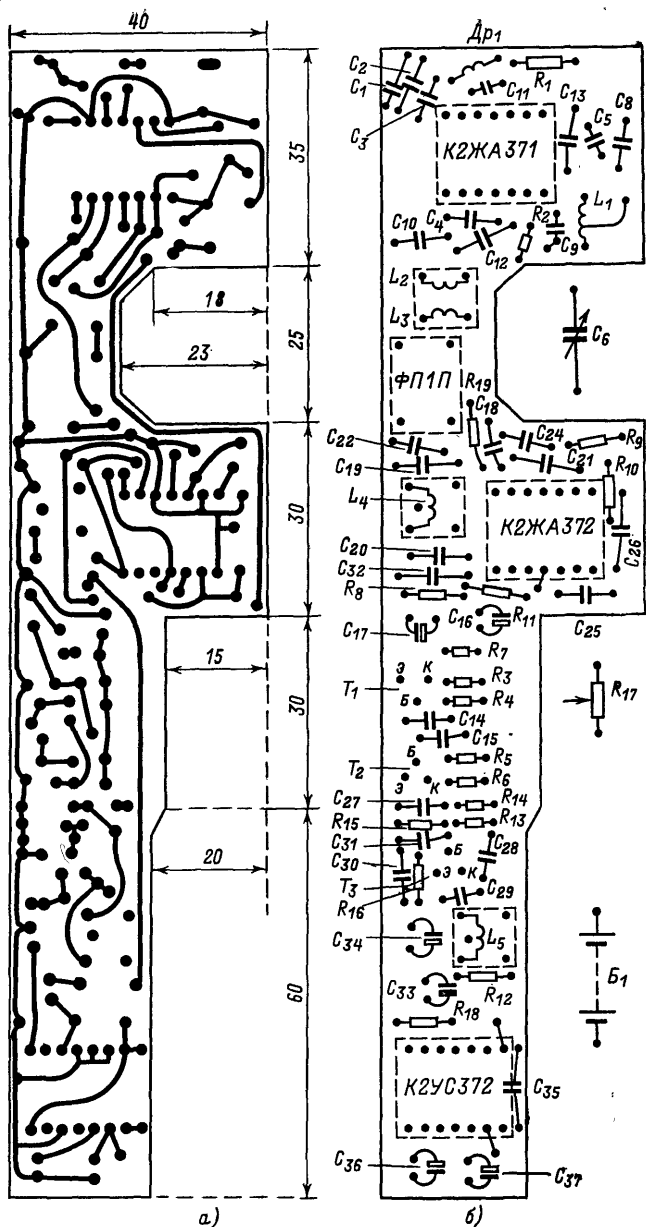 40
35
18
25
23
30
15
30
20
60
а)
Др1
C2
C1
C3
C11
R1
C13
C5
C8
К2ЖА371
C10
C4
C12
R2
C9
L1
L2
L3
C6
ФП1П
R19
C18
C22
C19
C24
C21
R9
R10
L4
К2ЖА372
C26
C20
C32
R8
C17
C16
R11
C25
R7
Э
К
T1
R3
Б
R4
R17
C14
C15
Б
R5
T2
Э
К
R6
C27
R14
R15
R13
C31
Б
C28
C30
Э
К
T3
R16
C29
C34
L5
Б1
C33
R12
R18
К2УС372
C35
C36
C37
б)